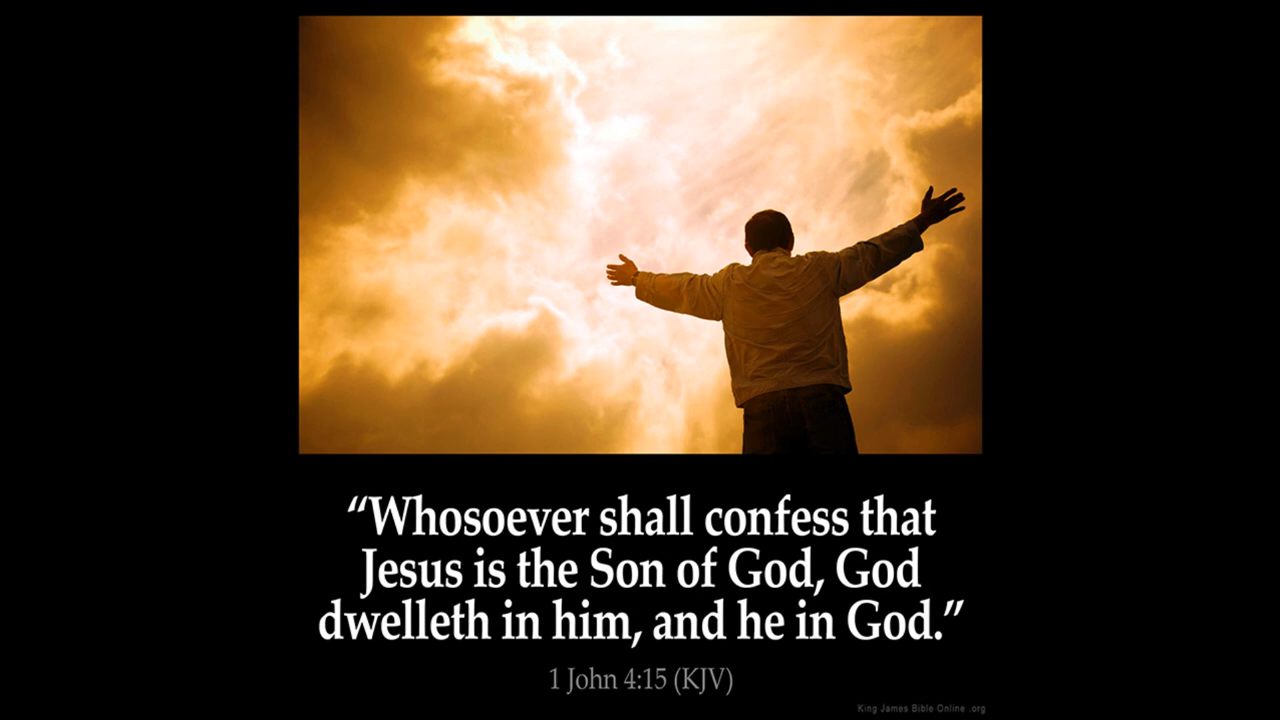 “Whosoever shall confess that
Jesus is the Son of God, God
dwelleth in him, and he in God.”
1 John 4:15 (KJV)
King James Bible Online .org